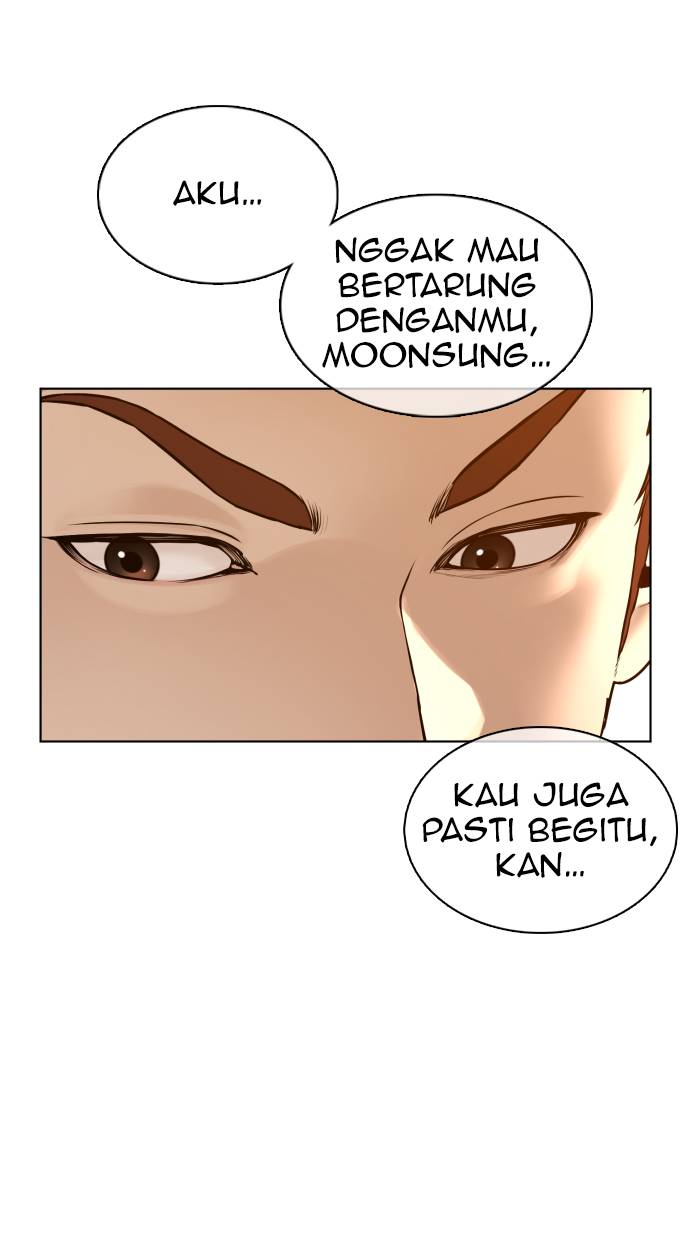 AKU...
NGGAK MAU
BERTARUNG
DENGANMU,
MOONSUNG...
KAU JUGA
PASTI BEGITU,
KAN...